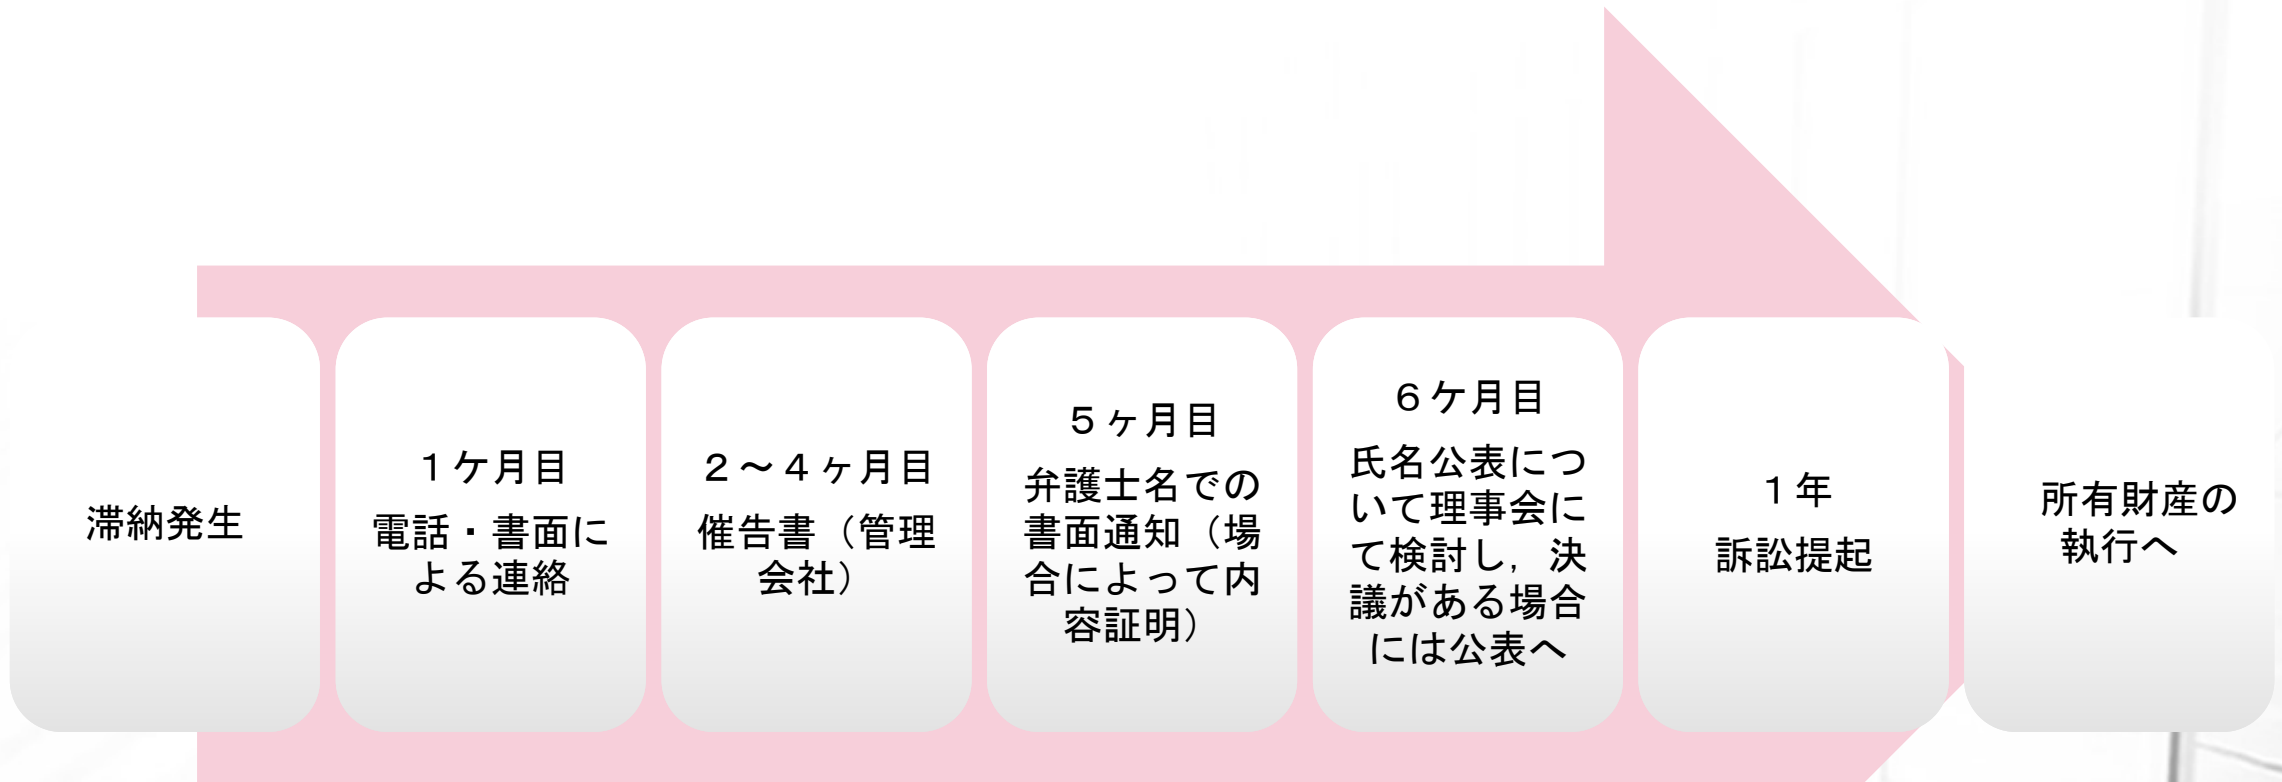 滞納発生
１ケ月目
電話・書面に
よる連絡
２～４ヶ月目
催告書（管理
会社）
５ヶ月目
弁護士名での
書面通知（場
合によって内
容証明）
６ケ月目
氏名公表につ
いて理事会に
て検討し，決
議がある場合
には公表へ
１年
訴訟提起
所有財産の
執行へ